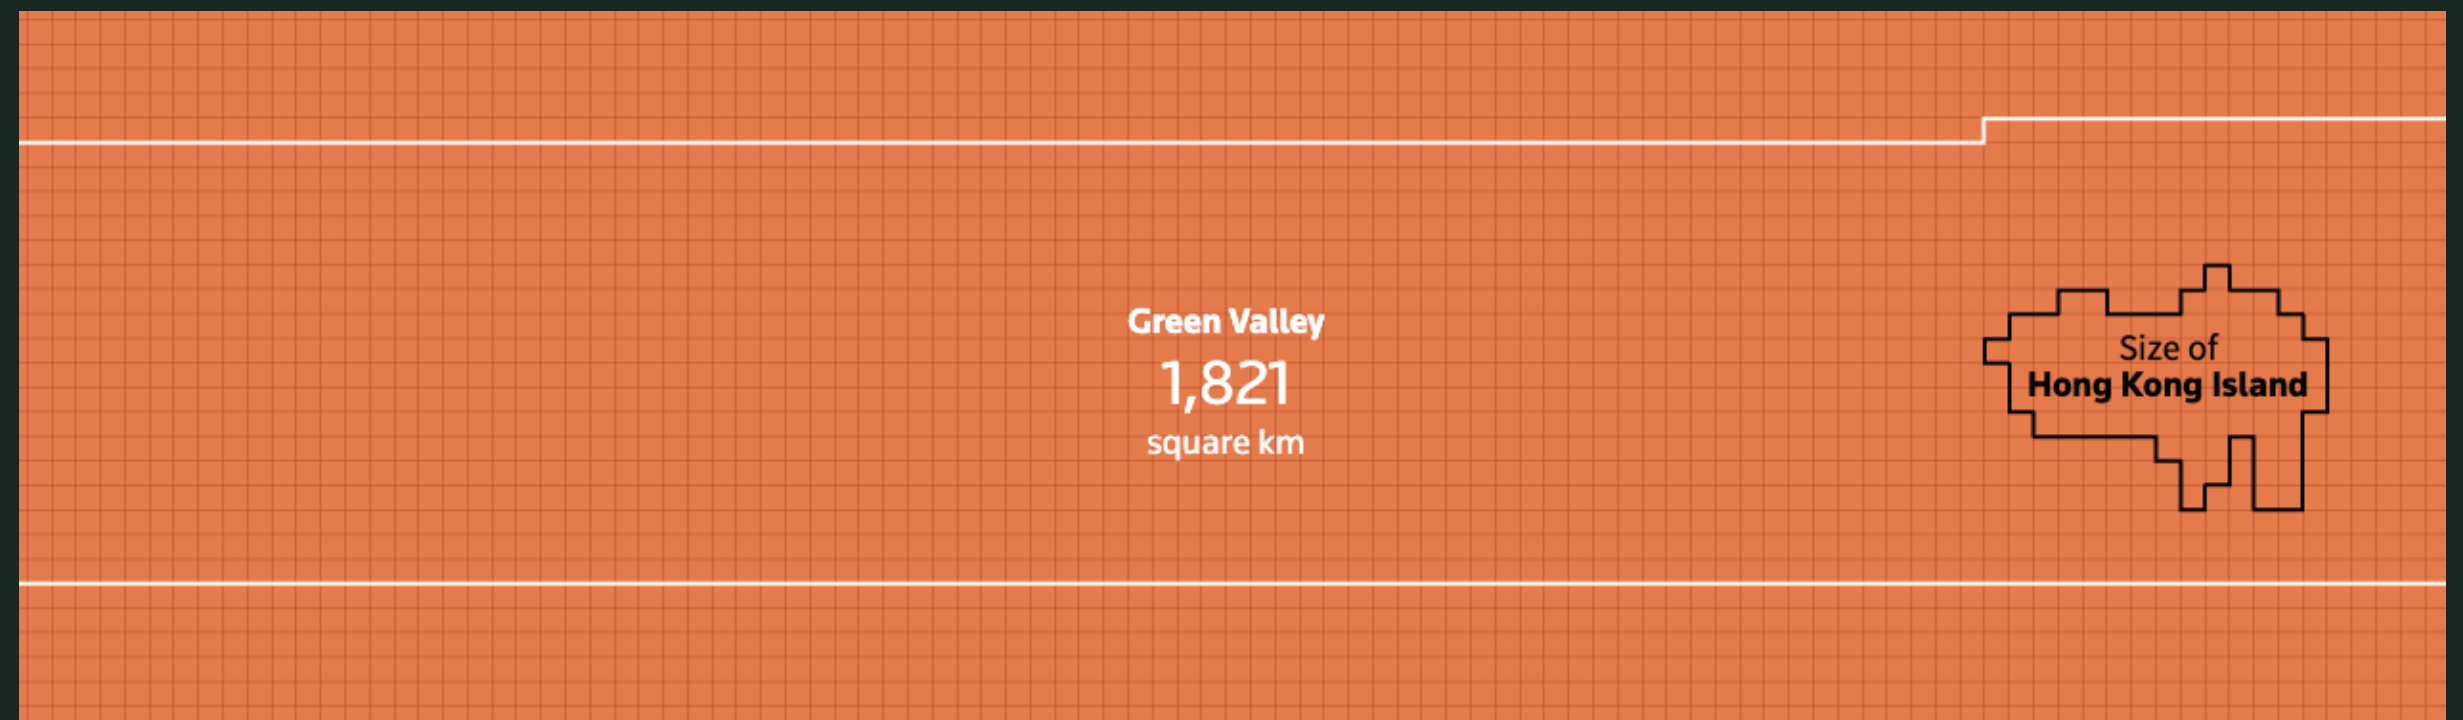 Green Valley
1,821
square km
Size of
Hong Kong Island